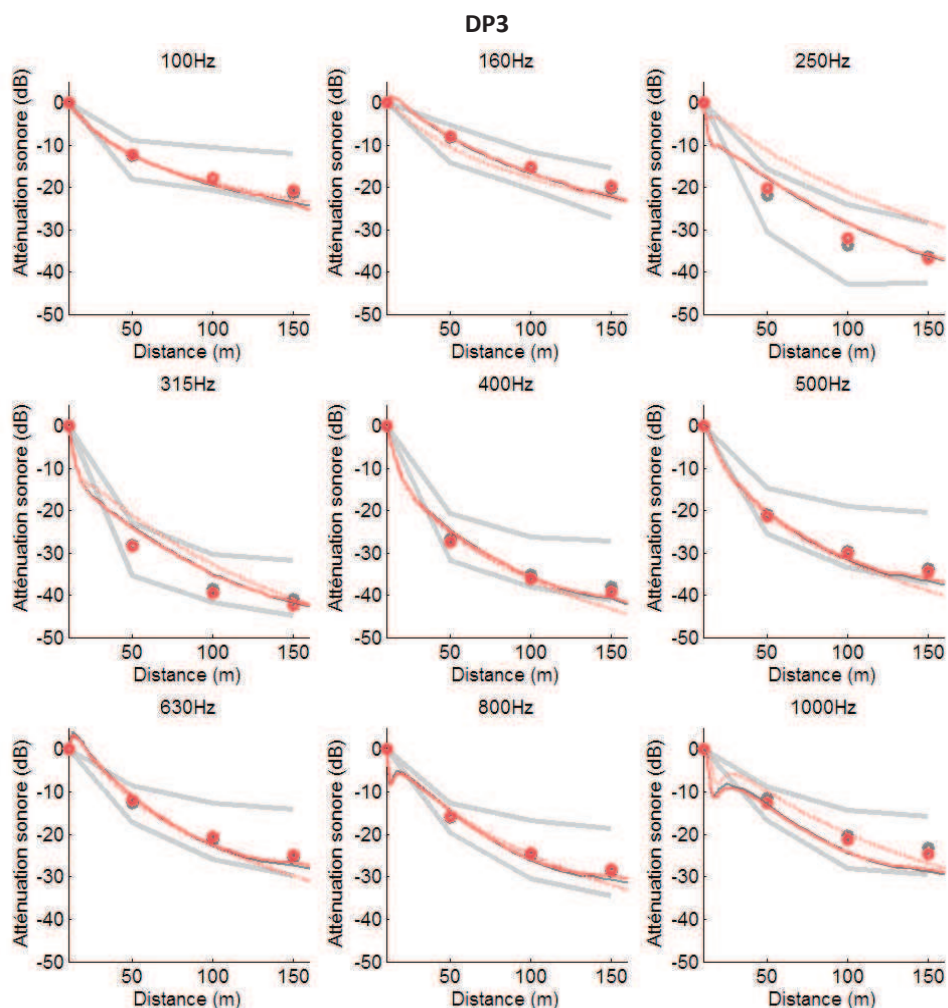 DP3
100Hz
160Hz
250Hz
Atténuation sonore (dB)
0
-10
-20
-30
-40
-50
50
100
150
Distance (m)
Atténuation sonore (dB)
0
-10
-20
-30
-40
-50
50
100
150
Distance (m)
Atténuation sonore (dB)
0
-10
-20
-30
-40
-50
50
100
150
Distance (m)
315Hz
400Hz
500Hz
Atténuation sonore (dB)
0
-10
-20
-30
-40
-50
50
100
150
Distance (m)
Atténuation sonore (dB)
0
-10
-20
-30
-40
-50
50
100
150
Distance (m)
Atténuation sonore (dB)
0
-10
-20
-30
-40
-50
50
100
150
Distance (m)
630Hz
800Hz
1000Hz
Atténuation sonore (dB)
0
-10
-20
-30
-40
-50
50
100
150
Distance (m)
Atténuation sonore (dB)
0
-10
-20
-30
-40
-50
50
100
150
Distance (m)
Atténuation sonore (dB)
0
-10
-20
-30
-40
-50
50
100
150
Distance (m)